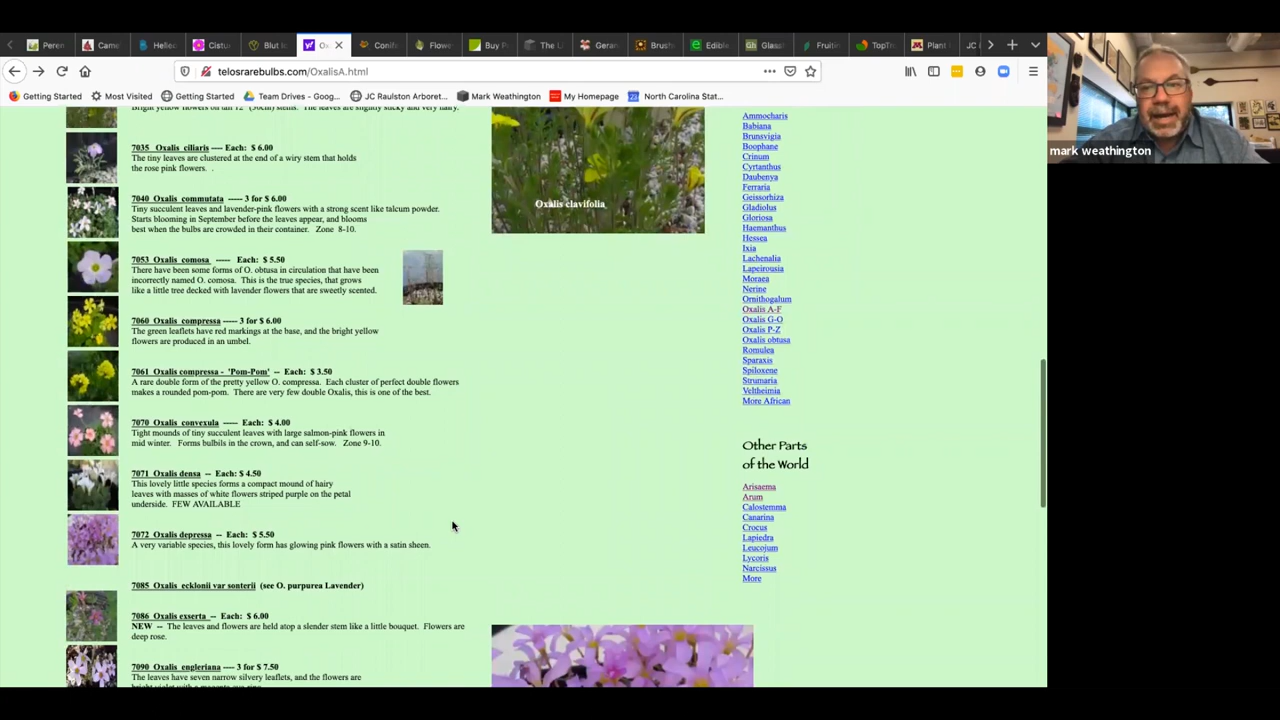 Peren
Came
Helleo
Cistu
Blut k
Ox
Conife
Flowe
Buy P
The L
Geran
Brush
Edible
Glass
Fruitin
TopTr
Plant
JC
telosrarebulbs.com/OxalisA.html
Getting Started
Most Visited
Getting Started
Team Drives - Goog...
JC Raulston Arboret...
Mark Weathington
My Homepage
North Carolina Stat...
mark weathington
7035 Oxalis ciliaris ---- Each: $ 6.00
The tiny leaves are clustered at the end of a wiry stem that holds
the rose pink flowers. .
7040 Oxalis commutata ----- 3 for $ 6.00
Tiny succulent leaves and lavender-pink flowers with a strong scent like talcum powder.
Starts blooming in September before the leaves appear, and blooms
best when the bulbs are crowded in their container. Zone 8-10.
7053 Oxalis comosa ----- Each: $ 5.50
There have been some forms of O. obtusa in circulation that have been
incorrectly named O. comosa. This is the true species, that grows
like a little tree decked with lavender flowers that are sweetly scented.
7060 Oxalis compressa ----- 3 for $ 6.00
The green leaflets have red markings at the base, and the bright yellow
flowers are produced in an umbel.
7061 Oxalis compressa - 'Pom-Pom' -- Each: $ 3.50
A rare double form of the pretty yellow O. compressa. Each cluster of perfect double flowers
makes a rounded pom-pom. There are very few double Oxalis, this is one of the best.
7070 Oxalis convexula ----- Each: $ 4.00
Tight mounds of tiny succulent leaves with large salmon-pink flowers in
mid winter. Forms bulbils in the crown, and can self-sow. Zone 9-10.
7071 Oxalis densa -- Each: $ 4.50
This lovely little species forms a compact mound of hairy
leaves with masses of white flowers striped purple on the petal
underside. FEW AVAILABLE
7072 Oxalis depressa -- Each: $ 5.50
A very variable species, this lovely form has glowing pink flowers with a satin sheen.
7085 Oxalis ecklonii var sonterii (see O. purpurea Lavender)
7086 Oxalis exserta -- Each: $ 6.00
NEW -- The leaves and flowers are held atop a slender stem like a little bouquet. Flowers are
deep rose.
7090 Oxalis engleriana ---- 3 for $ 7.50
The leaves have seven narrow silvery leaflets, and the flowers are
Oxalis clavifolia
Ammocharis
Babiana
Brunsvigia
Boophane
Crinum
Cyrtanthus
Daubenya
Ferraria
Geissorhiza
Gladiolus
Gloriosa
Haemanthus
Hessea
Ixia
Lachenalia
Lapeirousia
Moraea
Nerine
Ornithogalum
Oxalis A-F
Oxalis G-O
Oxalis P-Z
Oxalis obtusa
Romulea
Sparaxis
Spiloxene
Strumaria
Veltheimia
More African
Other Parts
of the World
Arisaema
Arum
Calostemma
Canarina
Crocus
Lapiedra
Leucojum
Lycoris
Narcissus
More